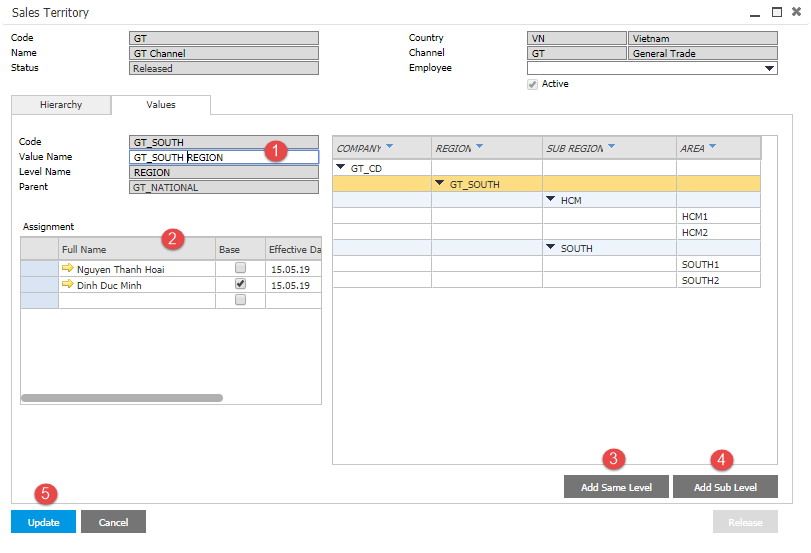 Sales Territory
Code GT Country VN Vietnam
Name GT Channel Channel GT General Trade
Status Released Employee
Active
Hierarchy Values
Code GT_SOUTH
Value Name GT_SOUTH REGION 1
Level Name REGION
Parent GT_NATIONAL
COMPANY REGION SUB REGION AREA
GT_CD
GT_SOUTH
HCM
HCM1
HCM2
SOUTH
SOUTH1
SOUTH2
Assignment
Full Name 2 Base Effective Da
Nguyen Thanh Hoai 15.05.19
Dinh Duc Minh 15.05.19
3 4
Add Same Level Add Sub Level
5
Update Cancel Release